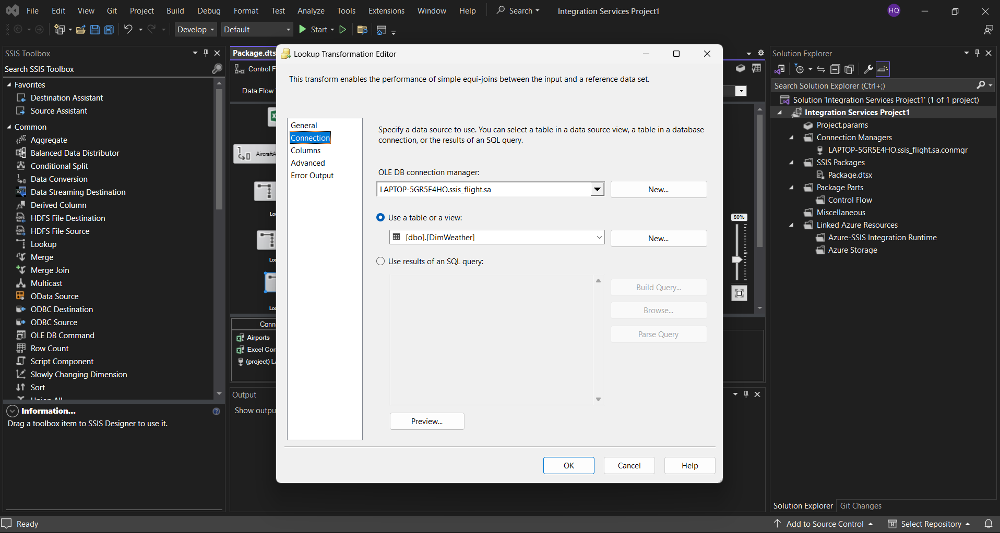 File Edit View Git Project Build Debug Format Test Analyze Tools Extensions Window Help Search Integration Services Project1 HQ
Develop Default Start
SSIS Toolbox
Search SSIS Toolbox
Favorites
Destination Assistant
Source Assistant
Common
Aggregate
Balanced Data Distributor
Conditional Split
Data Conversion
Data Streaming Destination
Derived Column
HDFS File Destination
HDFS File Source
Lookup
Merge
Merge Join
Multicast
OData Source
ODBC Destination
ODBC Source
OLE DB Command
Row Count
Script Component
Slowly Changing Dimension
Sort
Information...
Drag a toolbox item to SSIS Designer to use it.
Package.dts
Control F
Data Flow
AircraftA
Loo
Loo
Loo
Conn
Airports
Excel Con
(project) LA
80%
Output
Show outpu
Lookup Transformation Editor
This transform enables the performance of simple equi-joins between the input and a reference data set.
General
Connection
Columns
Advanced
Error Output
Specify a data source to use. You can select a table in a data source view, a table in a database
connection, or the results of an SQL query.
OLE DB connection manager:
LAPTOP-5GR5E4HO.ssis_flight.sa New...
Use a table or a view:
[dbo].[DimWeather] New...
Use results of an SQL query:
Build Query...
Browse...
Parse Query
Preview...
OK Cancel Help
Solution Explorer
Search Solution Explorer (Ctrl+;)
Solution 'Integration Services Project1' (1 of 1 project)
Integration Services Project1
Project.params
Connection Managers
LAPTOP-5GR5E4HO.ssis_flight.sa.conmgr
SSIS Packages
Package.dtsx
Package Parts
Control Flow
Miscellaneous
Linked Azure Resources
Azure-SSIS Integration Runtime
Azure Storage
Solution Explorer Git Changes
Ready Add to Source Control Select Repository